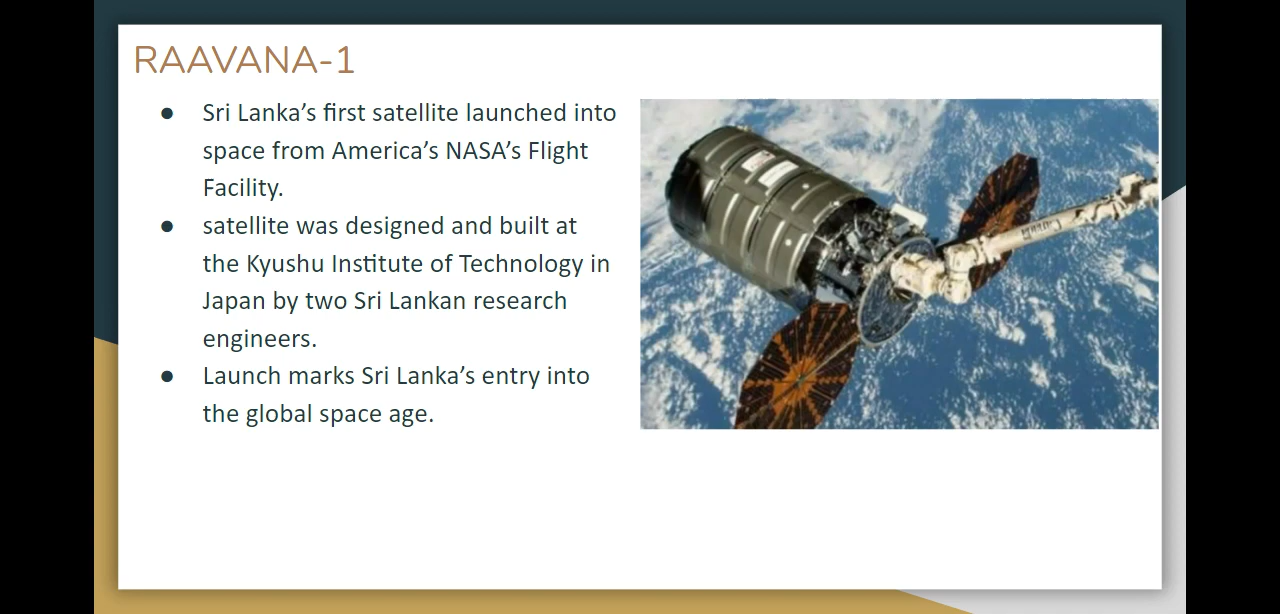 RAAVANA-1
● Sri Lanka’s first satellite launched into
space from America’s NASA’s Flight
Facility.
● satellite was designed and built at
the Kyushu Institute of Technology in
Japan by two Sri Lankan research
engineers.
● Launch marks Sri Lanka’s entry into
the global space age.